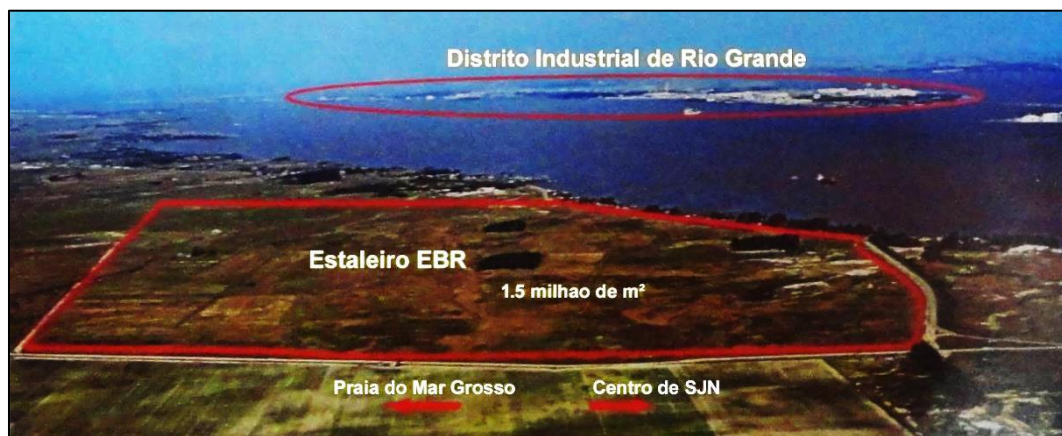 Distrito Industrial de Rio Grande
Estaleiro EBR
1.5 milhao de m²
Praia do Mar Grosso
Centro de SJN